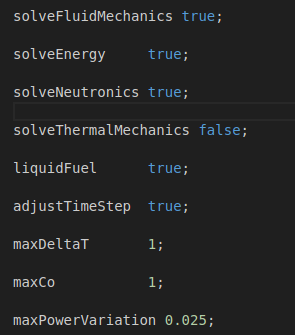 solveFluidMechanics true;
solveEnergy     true;
solveNeutronics true;
solveThermalMechanics false;
liquidFuel      true;
adjustTimeStep  true;
maxDeltaT       1;
maxCo           1;
maxPowerVariation 0.025;